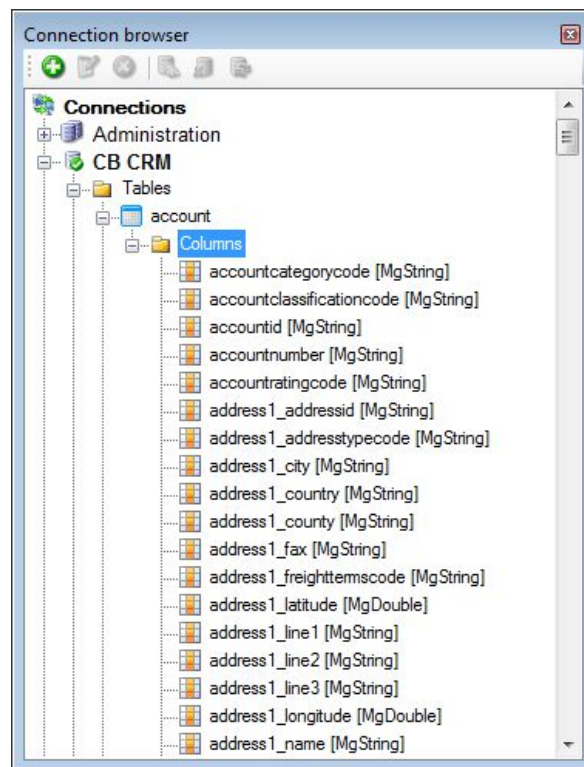 Connection browser
Connections
Administration
CB CRM
Tables
account
Columns
accountcategorycode [MgString]
accountclassificationcode [MgString]
accountid [MgString]
accountnumber [MgString]
accountratingcode [MgString]
address1_addressid [MgString]
address1_addresstypecode [MgString]
address1_city [MgString]
address1_country [MgString]
address1_county [MgString]
address1_fax [MgString]
address1_freighttermscode [MgString]
address1_latitude [MgDouble]
address1_line1 [MgString]
address1_line2 [MgString]
address1_line3 [MgString]
address1_longitude [MgDouble]
address1_name [MgString]